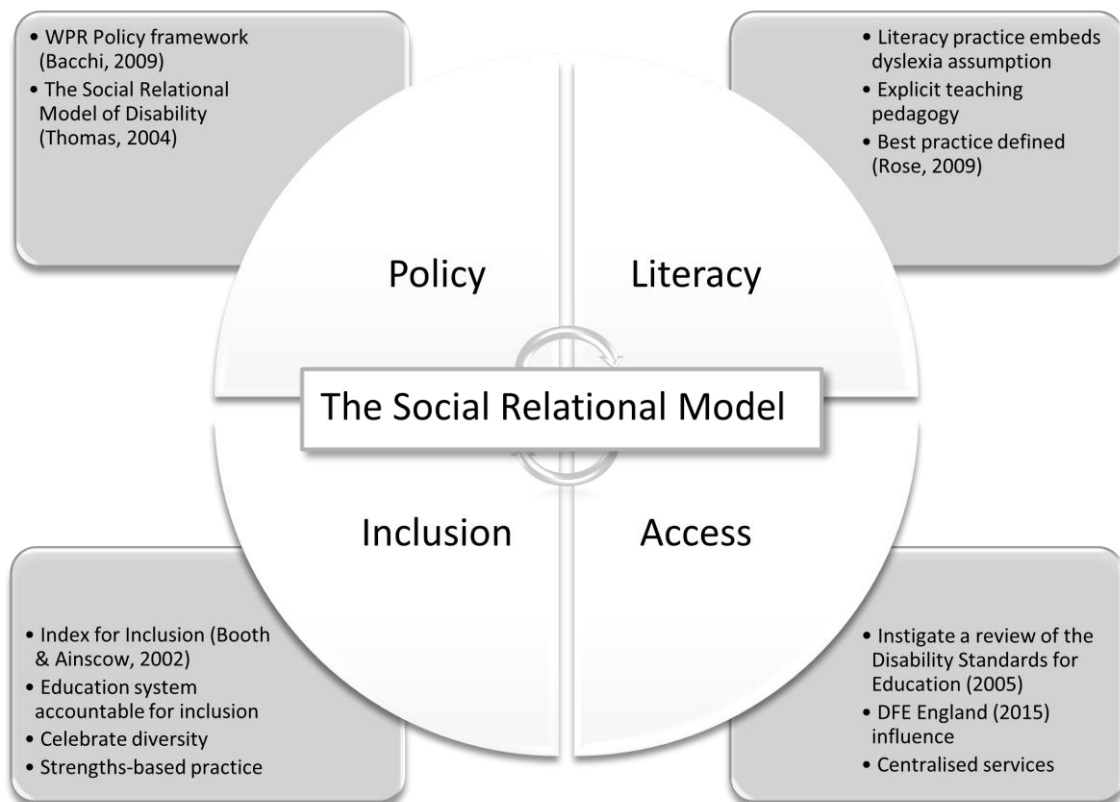 • WPR Policy framework
(Bacchi, 2009)
• The Social Relational
Model of Disability
(Thomas, 2004)
• Literacy practice embeds
dyslexia assumption
• Explicit teaching
pedagogy
• Best practice defined
(Rose, 2009)
Policy
Literacy
The Social Relational Model
Inclusion
Access
• Index for Inclusion (Booth
& Ainscow, 2002)
• Education system
accountable for inclusion
• Celebrate diversity
• Strengths-based practice
• Instigate a review of the
Disability Standards for
Education (2005)
• DFE England (2015)
influence
• Centralised services